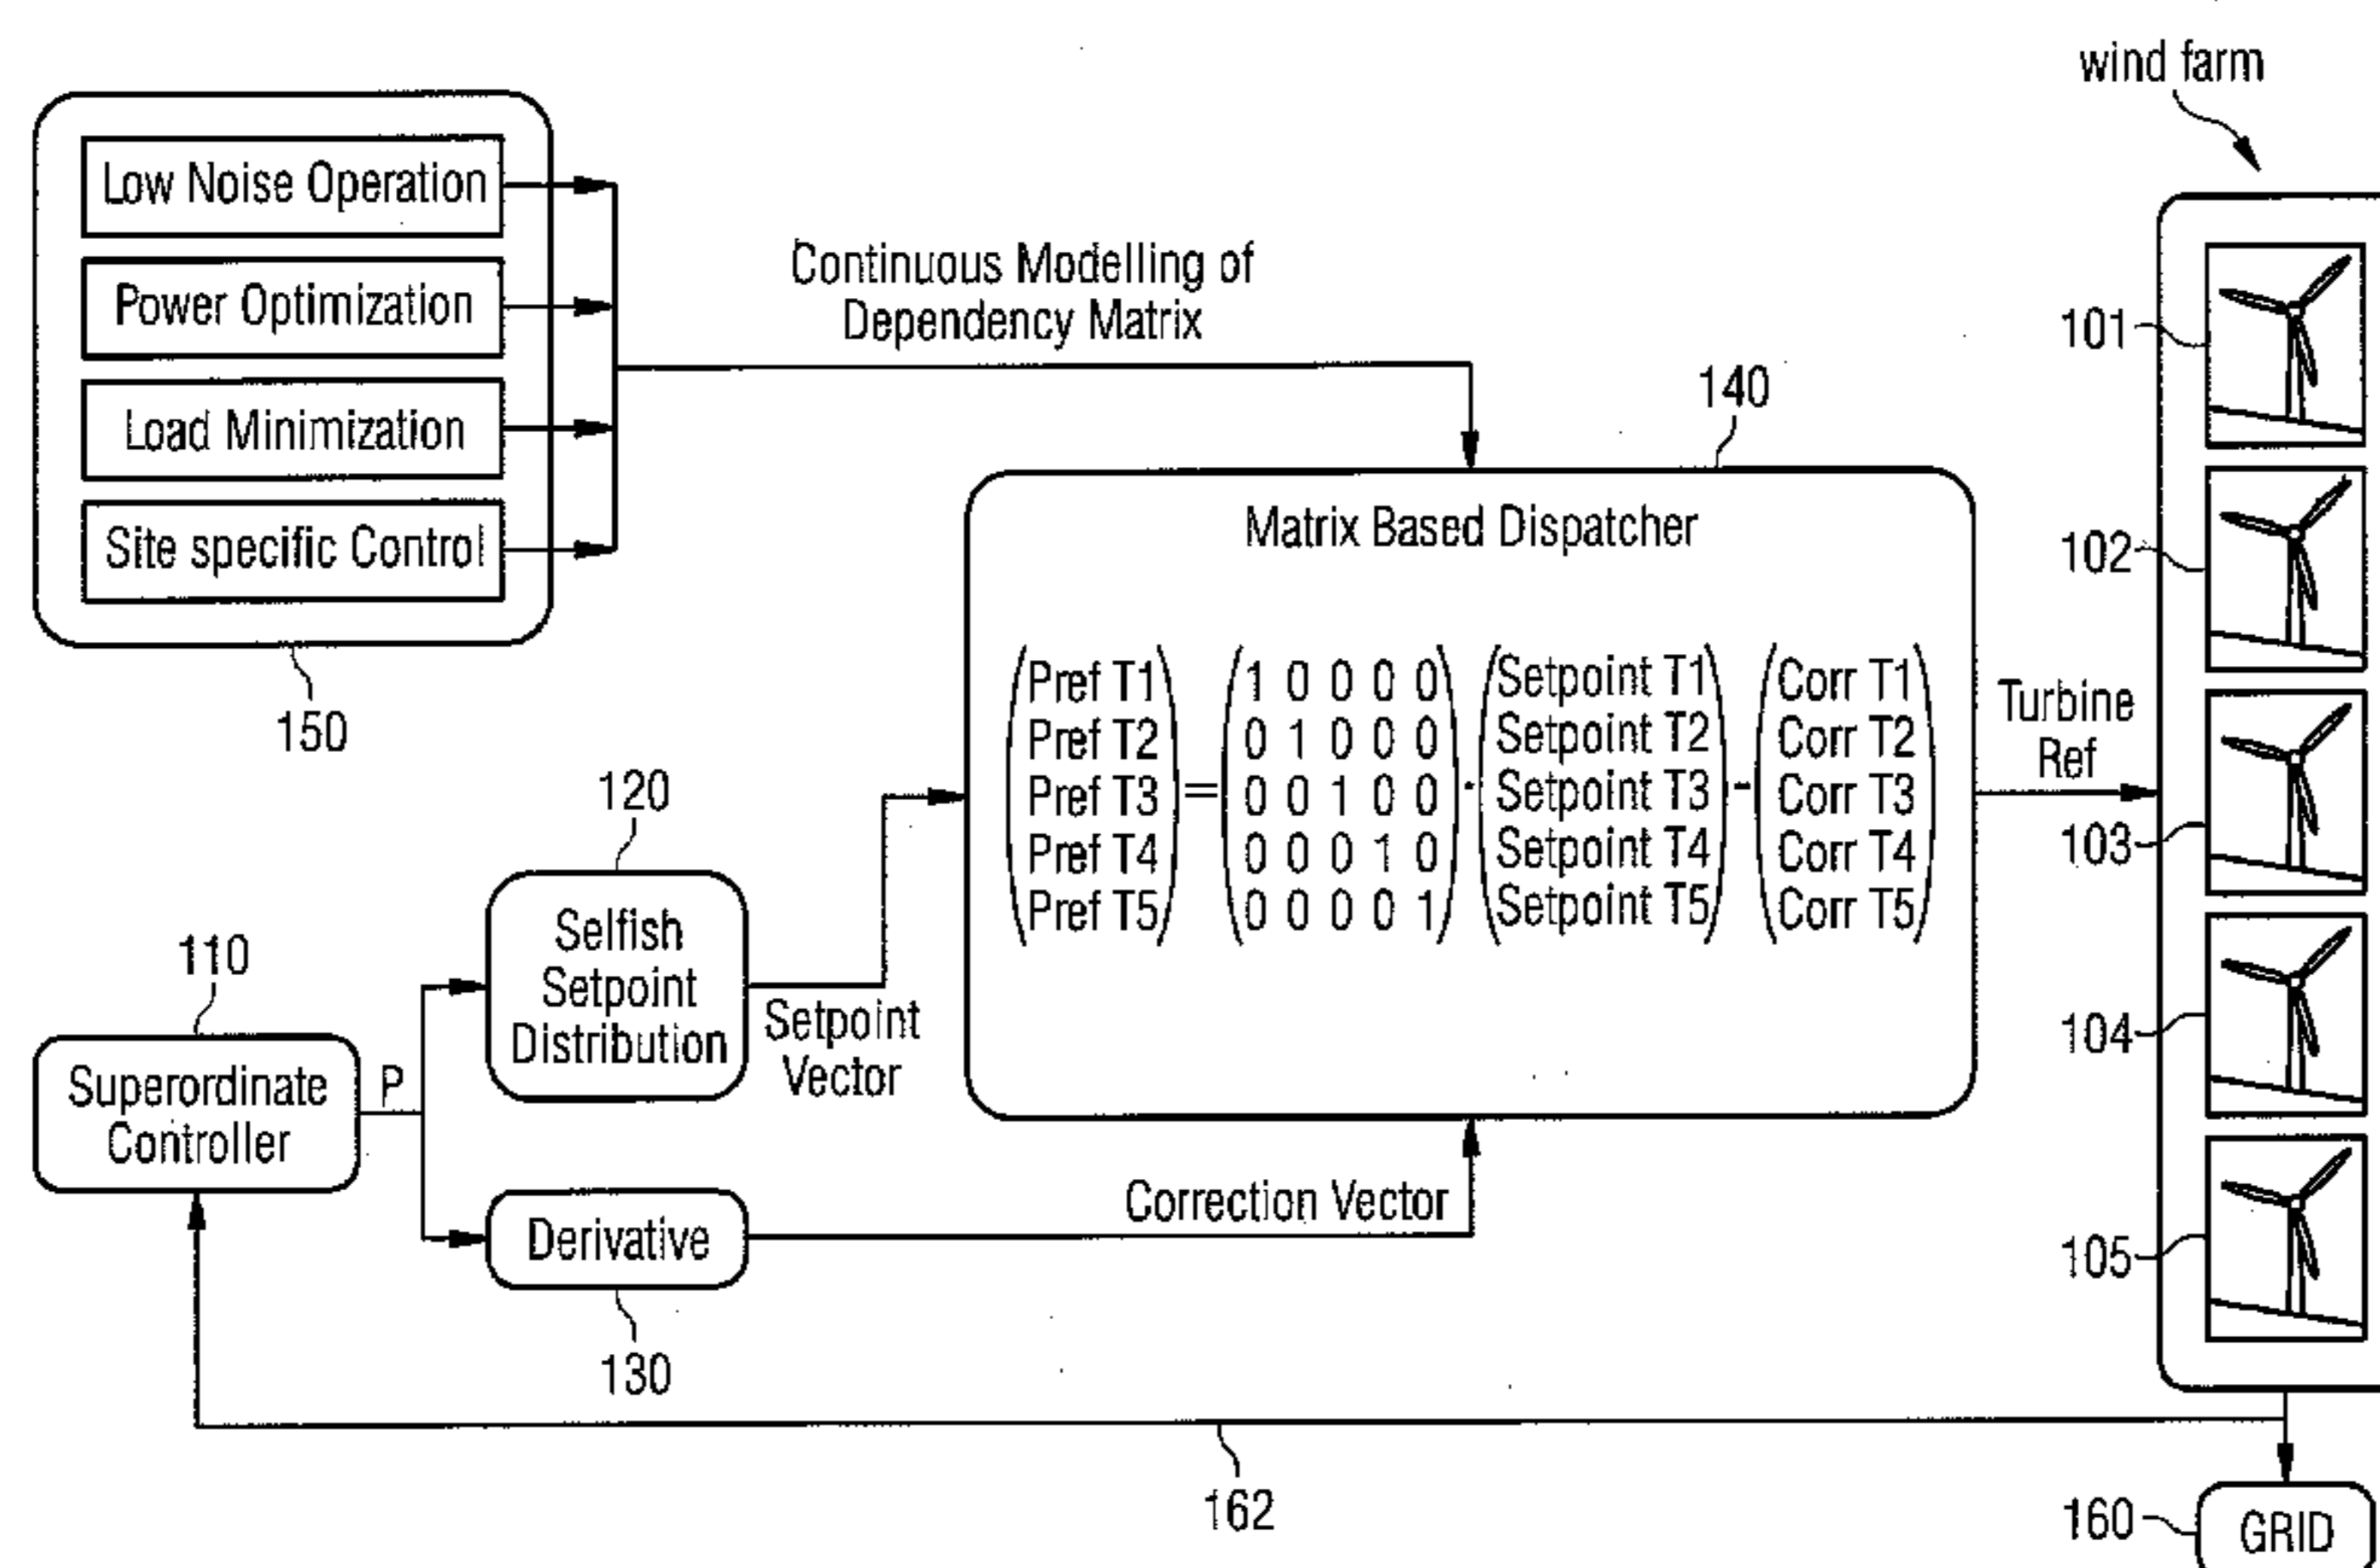 wind farm
Low Noise Operation
Power Optimization
Load Minimization
Site specific Control
150
Continuous Modelling of
Dependency Matrix
140
Matrix Based Dispatcher
Pref T1 1 0 0 0 0 Setpoint T1 Corr T1
Pref T2 0 1 0 0 0 Setpoint T2 Corr T2
Pref T3 = 0 0 1 0 0 · Setpoint T3 - Corr T3
Pref T4 0 0 0 1 0 Setpoint T4 Corr T4
Pref T5 0 0 0 0 1 Setpoint T5 Corr T5
Turbine
Ref
101
102
103
104
105
120
Selfish
Setpoint
Distribution
Setpoint
Vector
110
Superordinate
Controller
P
Derivative
130
Correction Vector
162
160
GRID